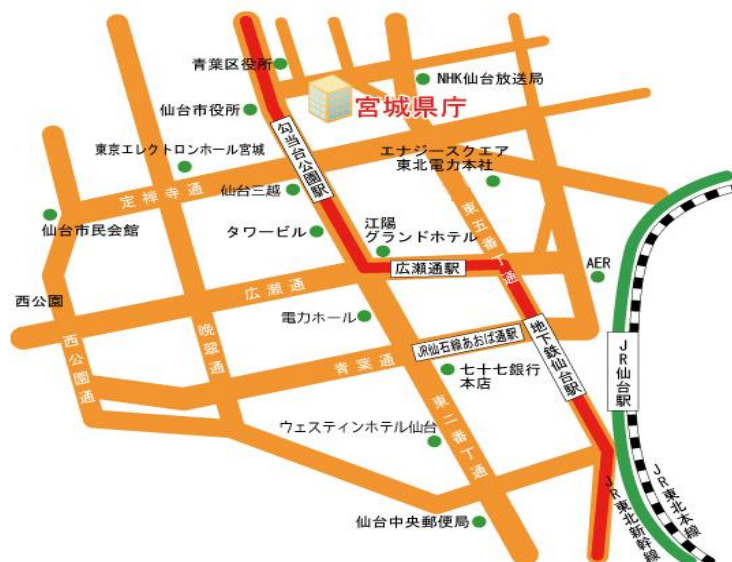 青葉区役所
NHK仙台放送局
宮城県庁
仙台市役所
勾当台公園駅
東京エレクトロンホール宮城
エナジースクエア
東北電力本社
定禅寺通
仙台三越
東五番丁通
仙台市民会館
タワービル
江陽
グランドホテル
広瀬通駅
AER
西公園
広瀬通
電力ホール
西公園通
晩翠通
青葉通
JR仙石線あおば通駅
地下鉄仙台駅
JR仙台駅
七十七銀行
本店
東二番丁通
ウェスティンホテル仙台
仙台中央郵便局
JR東北新幹線
JR東北本線